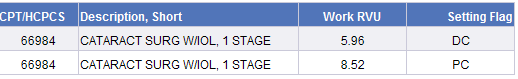 CPT/HCPCS Description, Short Work RVU Setting Flag
66984 CATARACT SURG W/IOL, 1 STAGE 5.96 DC
66984 CATARACT SURG W/IOL, 1 STAGE 8.52 PC